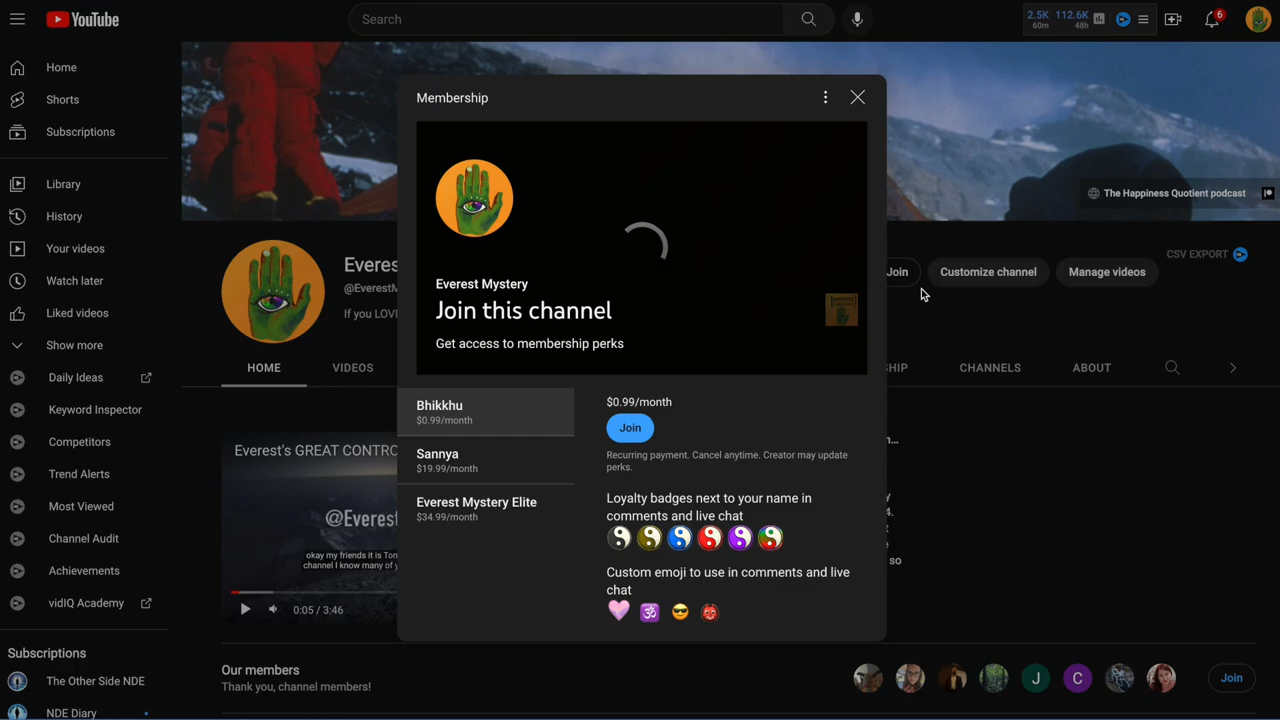 YouTube
Search
2.5K 112.6K
60m 48h
6
Home
Shorts
Subscriptions
Library
History
Your videos
Watch later
Liked videos
Show more
Daily Ideas
Keyword Inspector
Competitors
Trend Alerts
Most Viewed
Channel Audit
Achievements
vidIQ Academy
Subscriptions
The Other Side NDE
NDE Diary
The Happiness Quotient podcast
CSV EXPORT
Everes
@EverestM
If you LOV
Join
Customize channel
Manage videos
HOME
VIDEOS
HIP
CHANNELS
ABOUT
Membership
Everest Mystery
Join this channel
Get access to membership perks
Bhikkhu
$0.99/month
Sannya
$19.99/month
Everest Mystery Elite
$34.99/month
$0.99/month
Join
Recurring payment. Cancel anytime. Creator may update
perks.
Loyalty badges next to your name in
comments and live chat
Custom emoji to use in comments and live
chat
Everest's GREAT CONTRO
@Everest
okay my friends it is Ton
channel I know many of y
0:05 / 3:46
n...
y
4.
t
e
so
Our members
Thank you, channel members!
J
C
Join